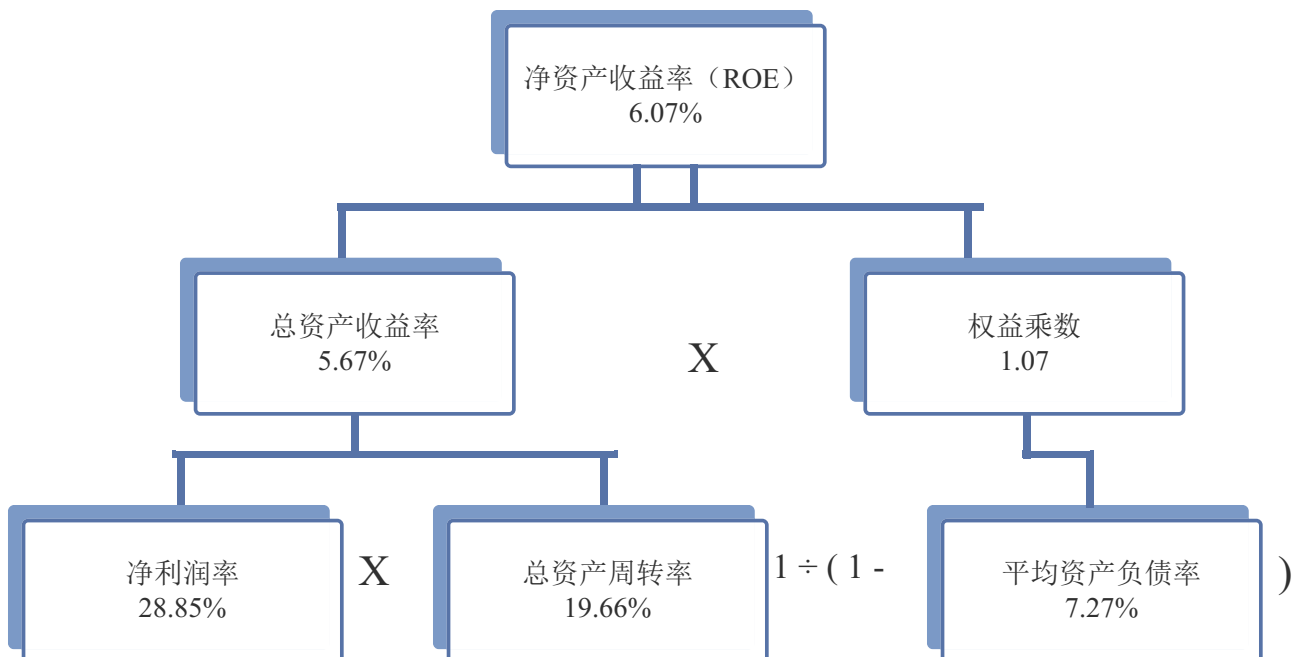 净资产收益率（ROE）
6.07%
总资产收益率
5.67%
X
权益乘数
1.07
净利润率
28.85%
X
总资产周转率
19.66%
1 ÷ ( 1 -
平均资产负债率
7.27%
)